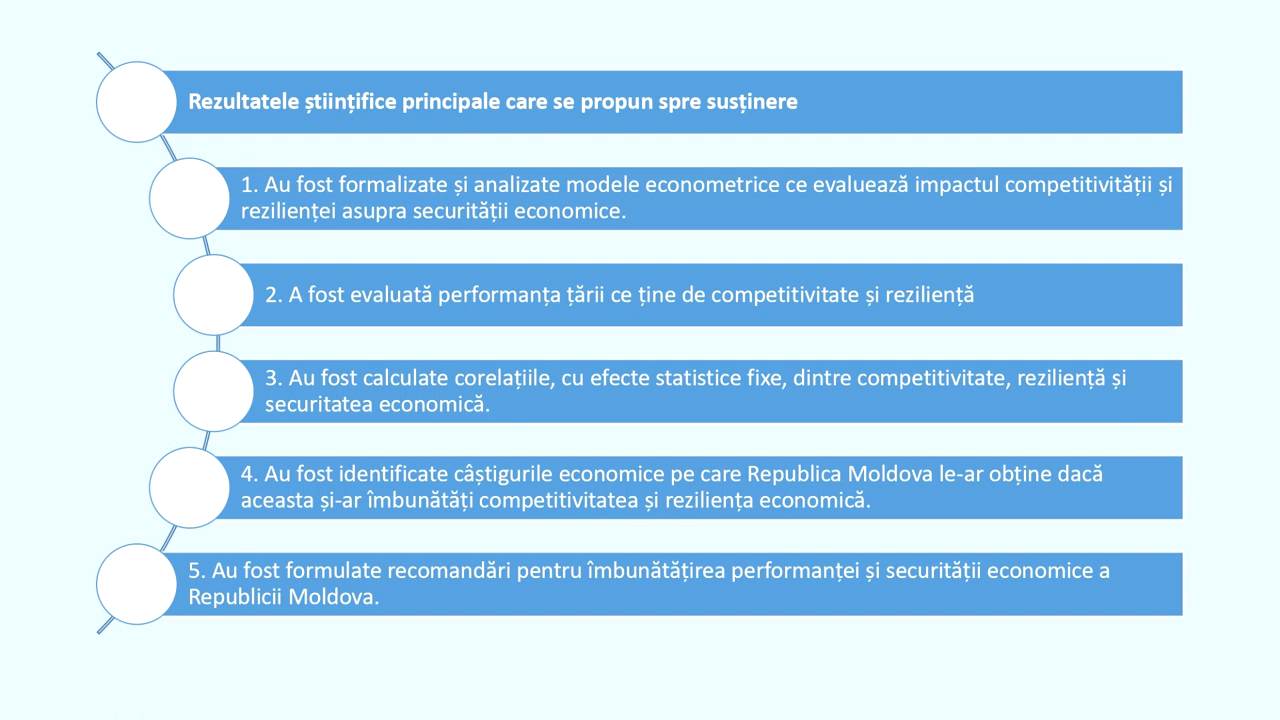 Rezultatele științifice principale care se propun spre susținere
1. Au fost formalizate și analizate modele econometrice ce evaluează impactul competitivității și
rezilienței asupra securității economice.
2. A fost evaluată performanța țării ce ține de competitivitate și reziliență
3. Au fost calculate corelațiile, cu efecte statistice fixe, dintre competitivitate, reziliență și
securitatea economică.
4. Au fost identificate câștigurile economice pe care Republica Moldova le-ar obține dacă
aceasta și-ar îmbunătăți competitivitatea și reziliența economică.
5. Au fost formulate recomandări pentru îmbunătățirea performanței și securității economice a
Republicii Moldova.